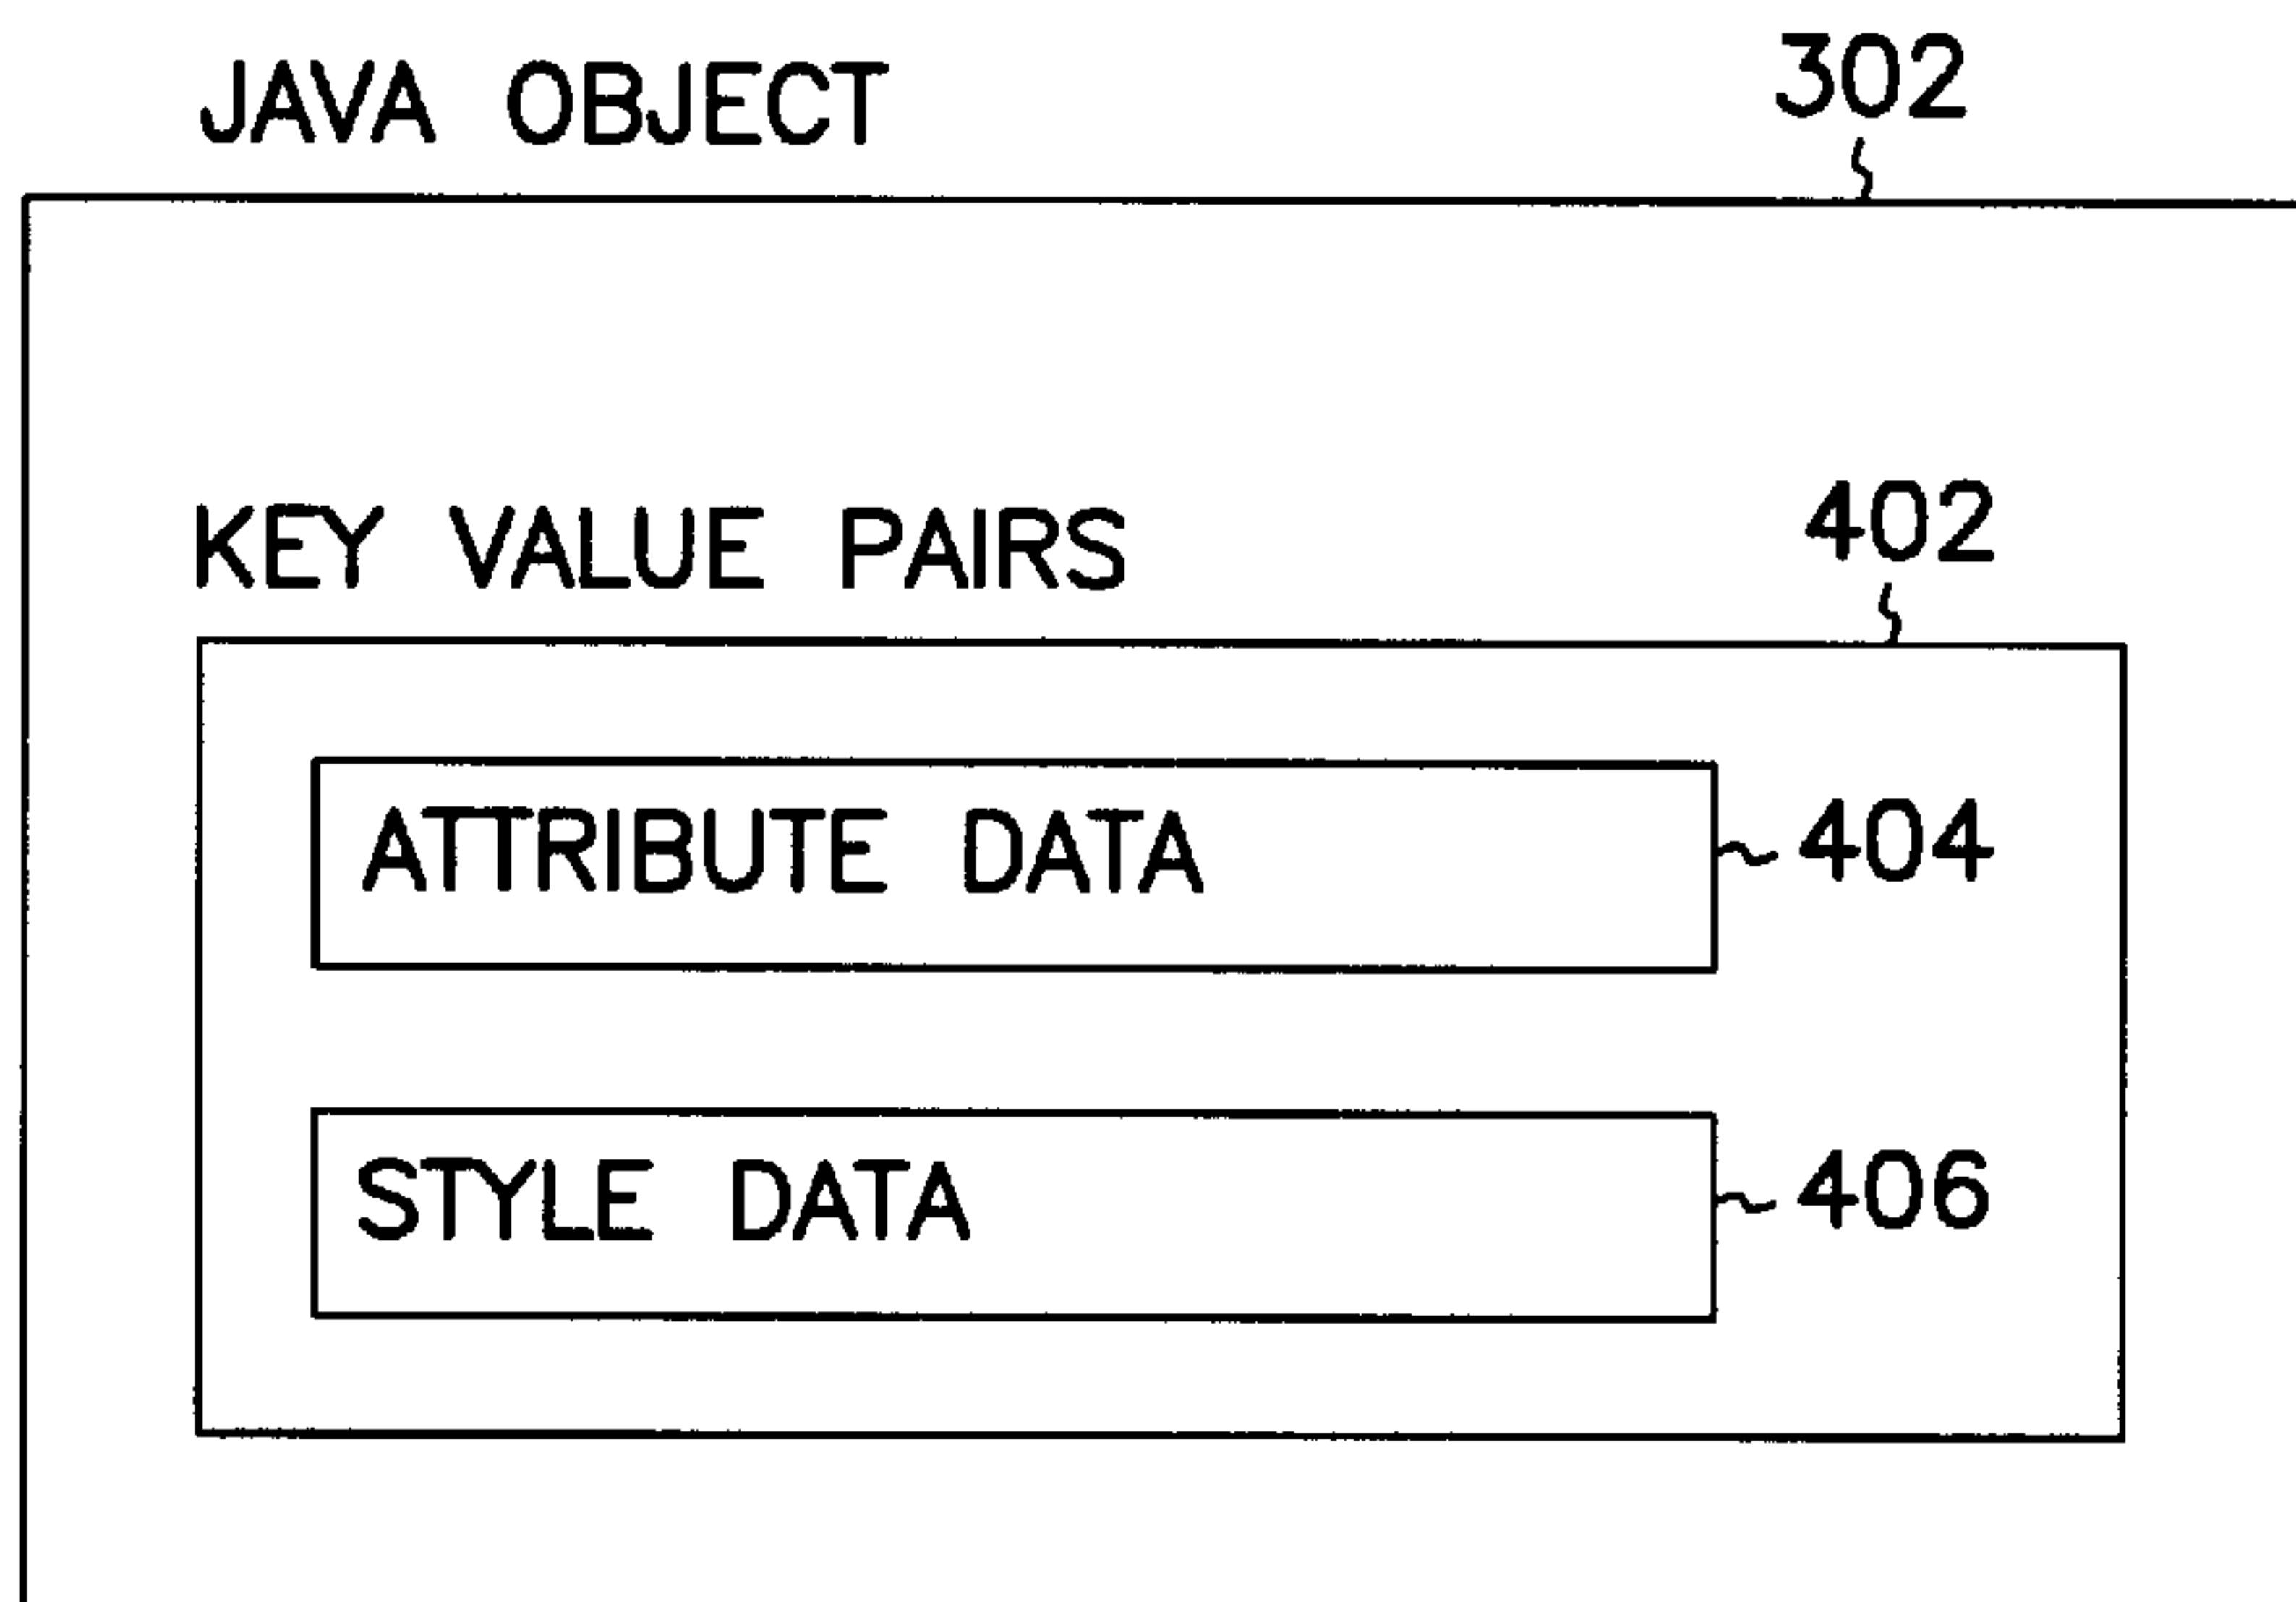 JAVA OBJECT 302
KEY VALUE PAIRS 402
ATTRIBUTE DATA 404
STYLE DATA 406